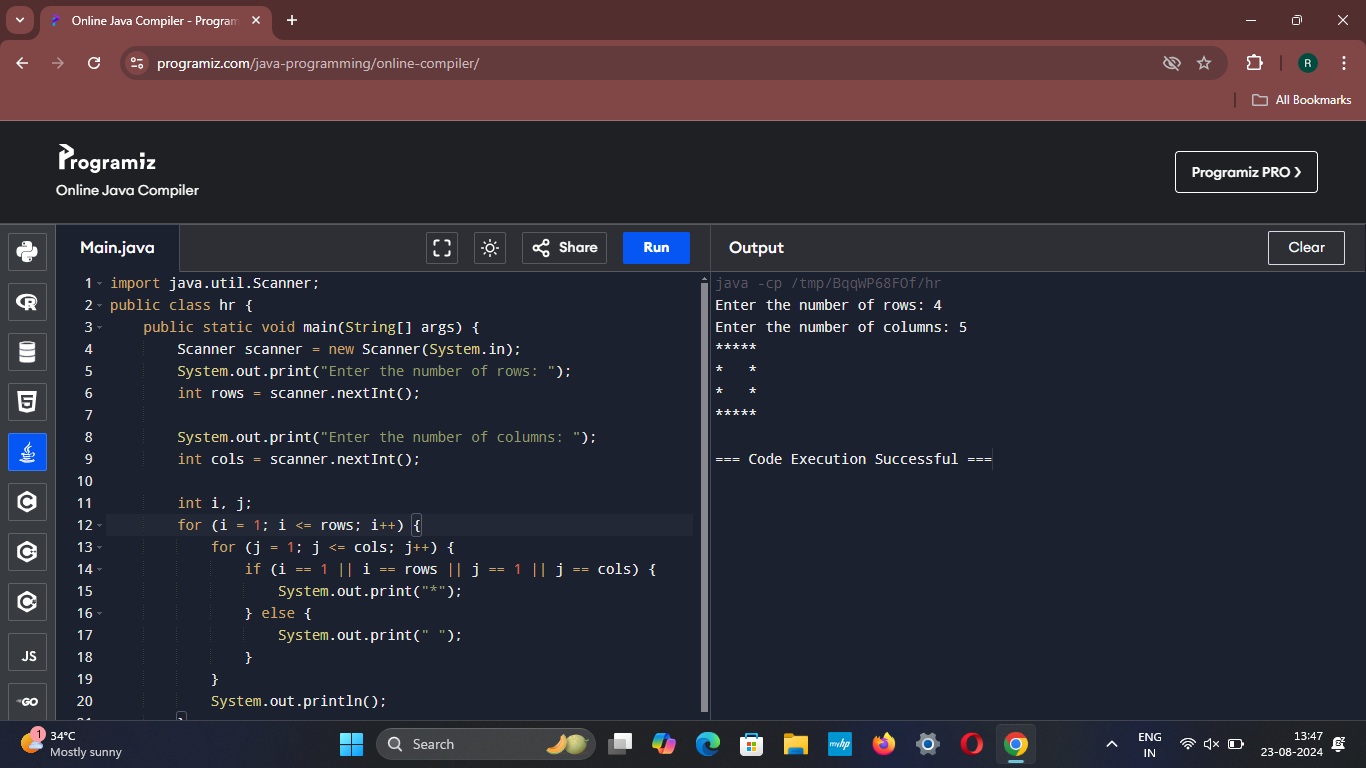 Online Java Compiler - Program
programiz.com/java-programming/online-compiler/
R
All Bookmarks
Programiz
Online Java Compiler
Programiz PRO ❯
Main.java
Share
Run
Output
Clear
1 import java.util.Scanner;
2 public class hr {
3     public static void main(String[] args) {
4         Scanner scanner = new Scanner(System.in);
5         System.out.print("Enter the number of rows: ");
6         int rows = scanner.nextInt();
7
8         System.out.print("Enter the number of columns: ");
9         int cols = scanner.nextInt();
10
11         int i, j;
12         for (i = 1; i <= rows; i++) {
13             for (j = 1; j <= cols; j++) {
14                 if (i == 1 || i == rows || j == 1 || j == cols) {
15                     System.out.print("*");
16                 } else {
17                     System.out.print(" ");
18                 }
19             }
20             System.out.println();
21         }
java -cp /tmp/BqqWP68FOf/hr
Enter the number of rows: 4
Enter the number of columns: 5
*****
*   *
*   *
*****
=== Code Execution Successful ===
JS
GO
1
34°C
Mostly sunny
Search
myhp
ENG
IN
13:47
23-08-2024